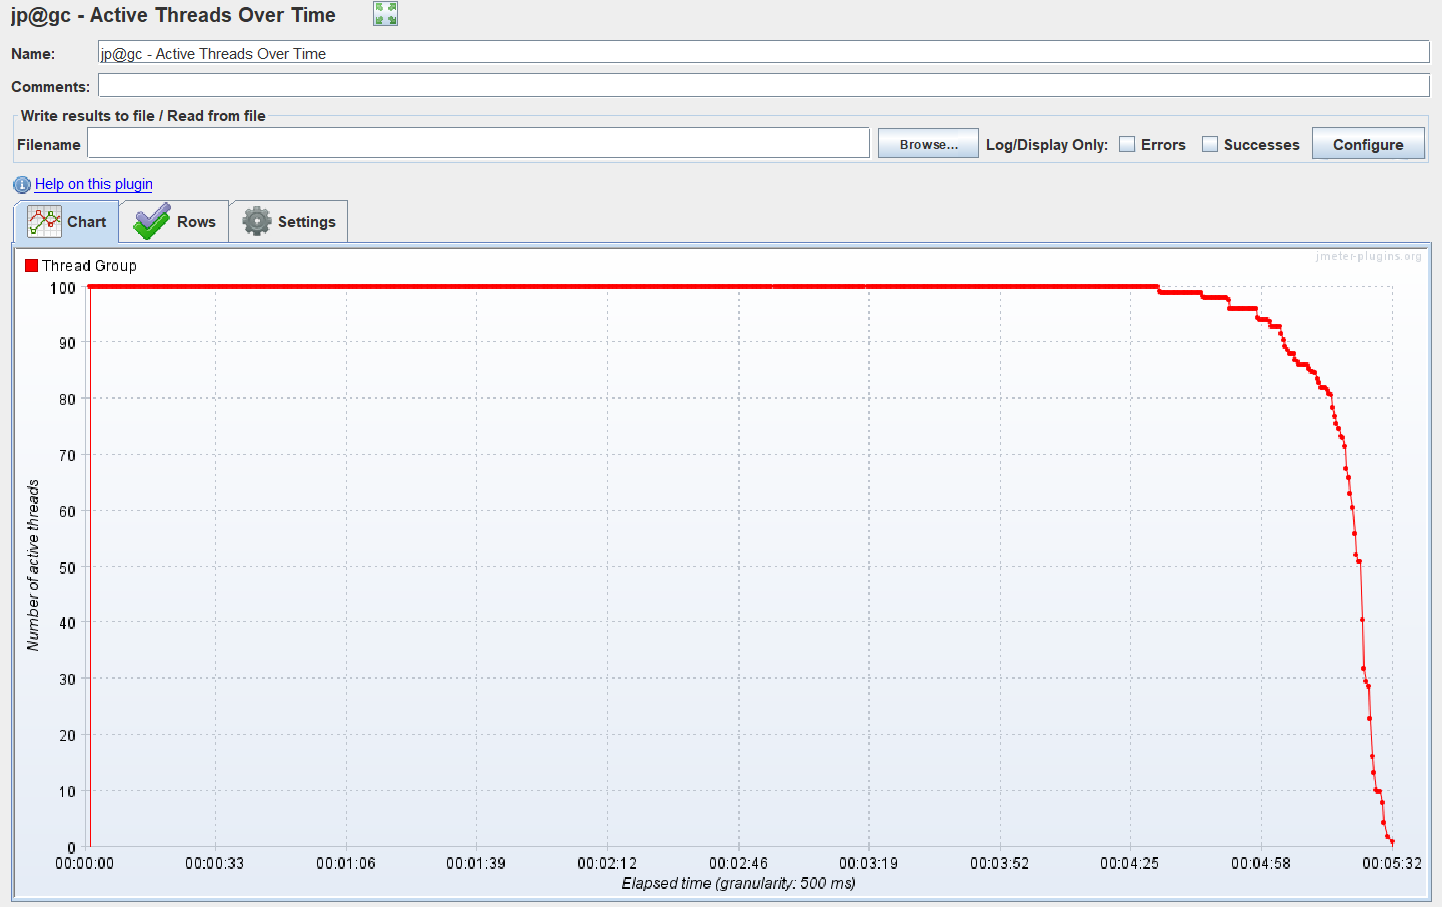 jp@gc - Active Threads Over Time
Name: jp@gc - Active Threads Over Time
Comments:
Write results to file / Read from file
Filename Browse... Log/Display Only: Errors Successes Configure
Help on this plugin
Chart Rows Settings
jmeter-plugins.org
Thread Group
100
90
80
70
60
50
40
30
20
10
0
Number of active threads
00:00:00 00:00:33 00:01:06 00:01:39 00:02:12 00:02:46 00:03:19 00:03:52 00:04:25 00:04:58 00:05:32
Elapsed time (granularity: 500 ms)